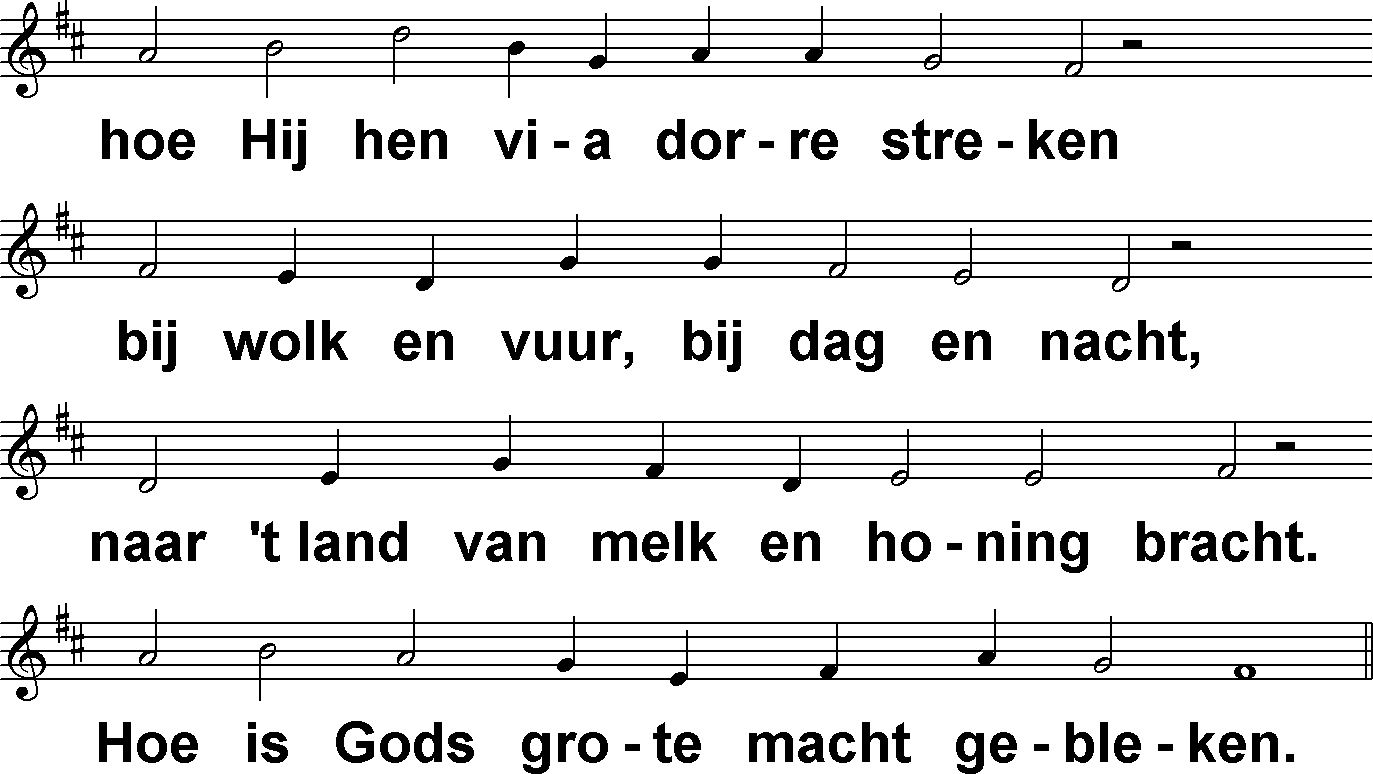 hoe Hij hen vi - a dor - re stre - ken
bij wolk en vuur, bij dag en nacht,
naar 't land van melk en ho - ning bracht.
Hoe is Gods gro - te macht ge - ble - ken.